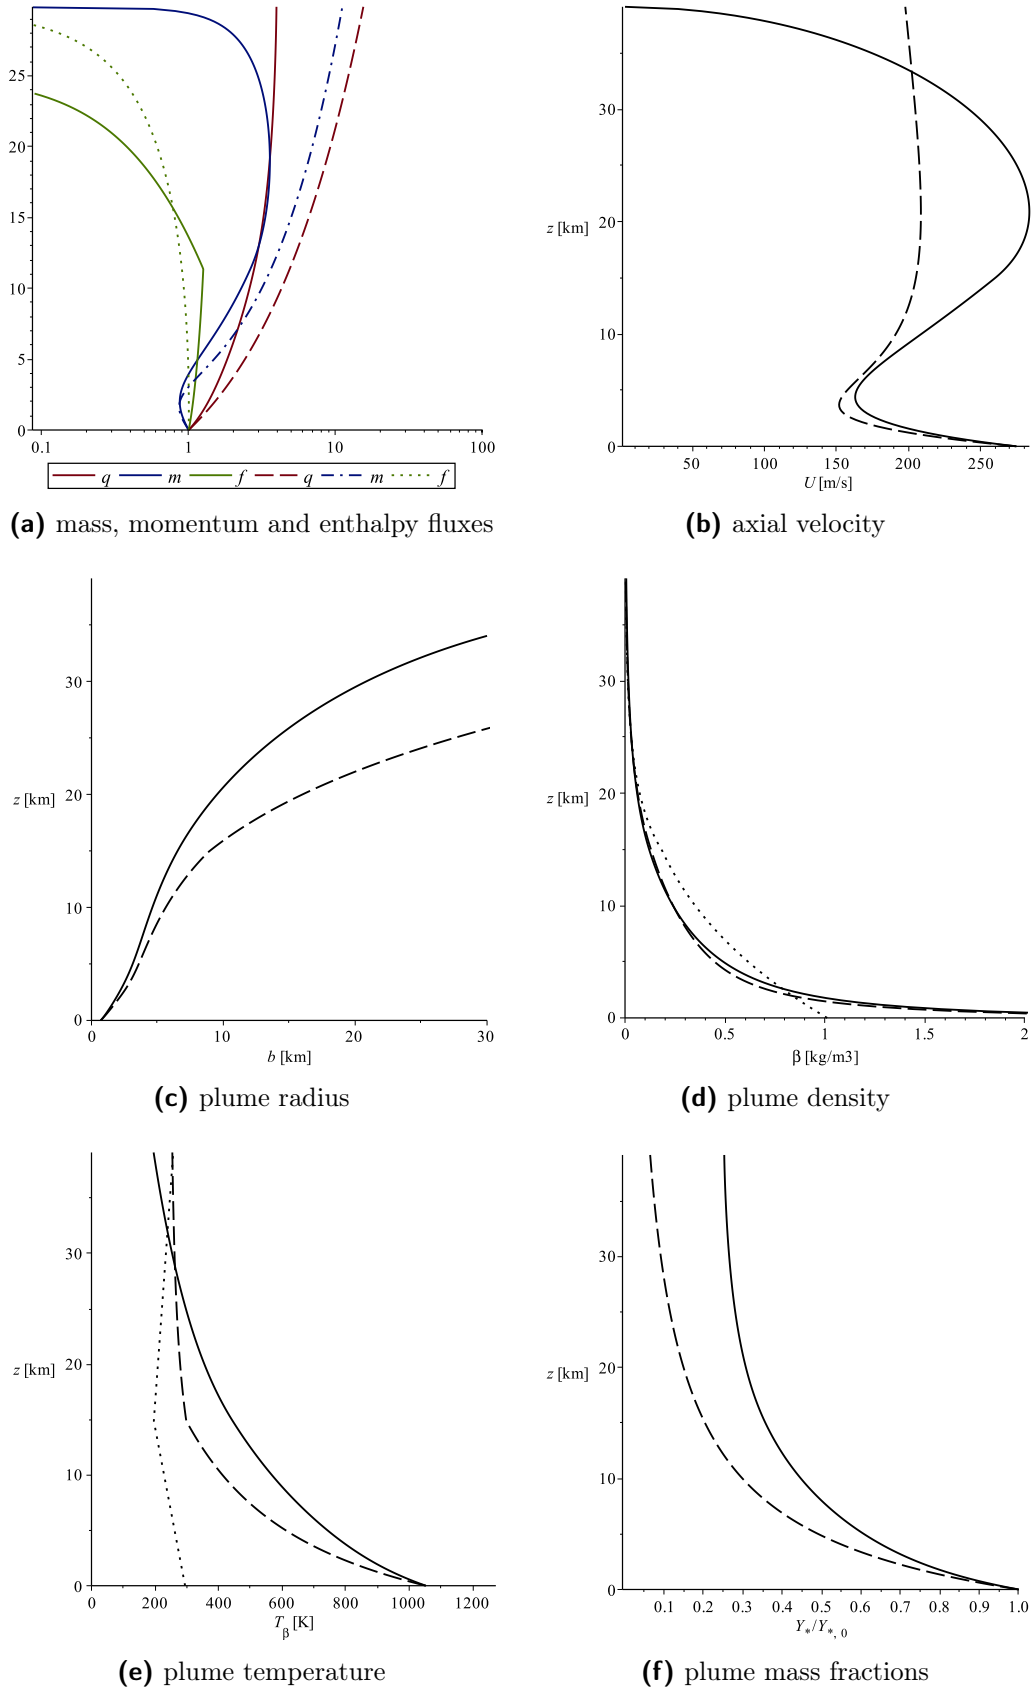 25
20
15
10
5
0
0.1 1 10 100
q m f q m f
(a) mass, momentum and enthalpy fluxes
30
z [km] 20
10
0
50 100 150 200 250
U [m/s]
(b) axial velocity
30
z [km] 20
10
0
0 10 20 30
b [km]
(c) plume radius
30
z [km] 20
10
0
0 0.5 1 1.5 2
β [kg/m3]
(d) plume density
30
z [km] 20
10
0
0 200 400 600 800 1000 1200
T_β [K]
(e) plume temperature
30
z [km] 20
10
0
0.1 0.2 0.3 0.4 0.5 0.6 0.7 0.8 0.9 1.0
Y_*/Y_{*, 0}
(f) plume mass fractions